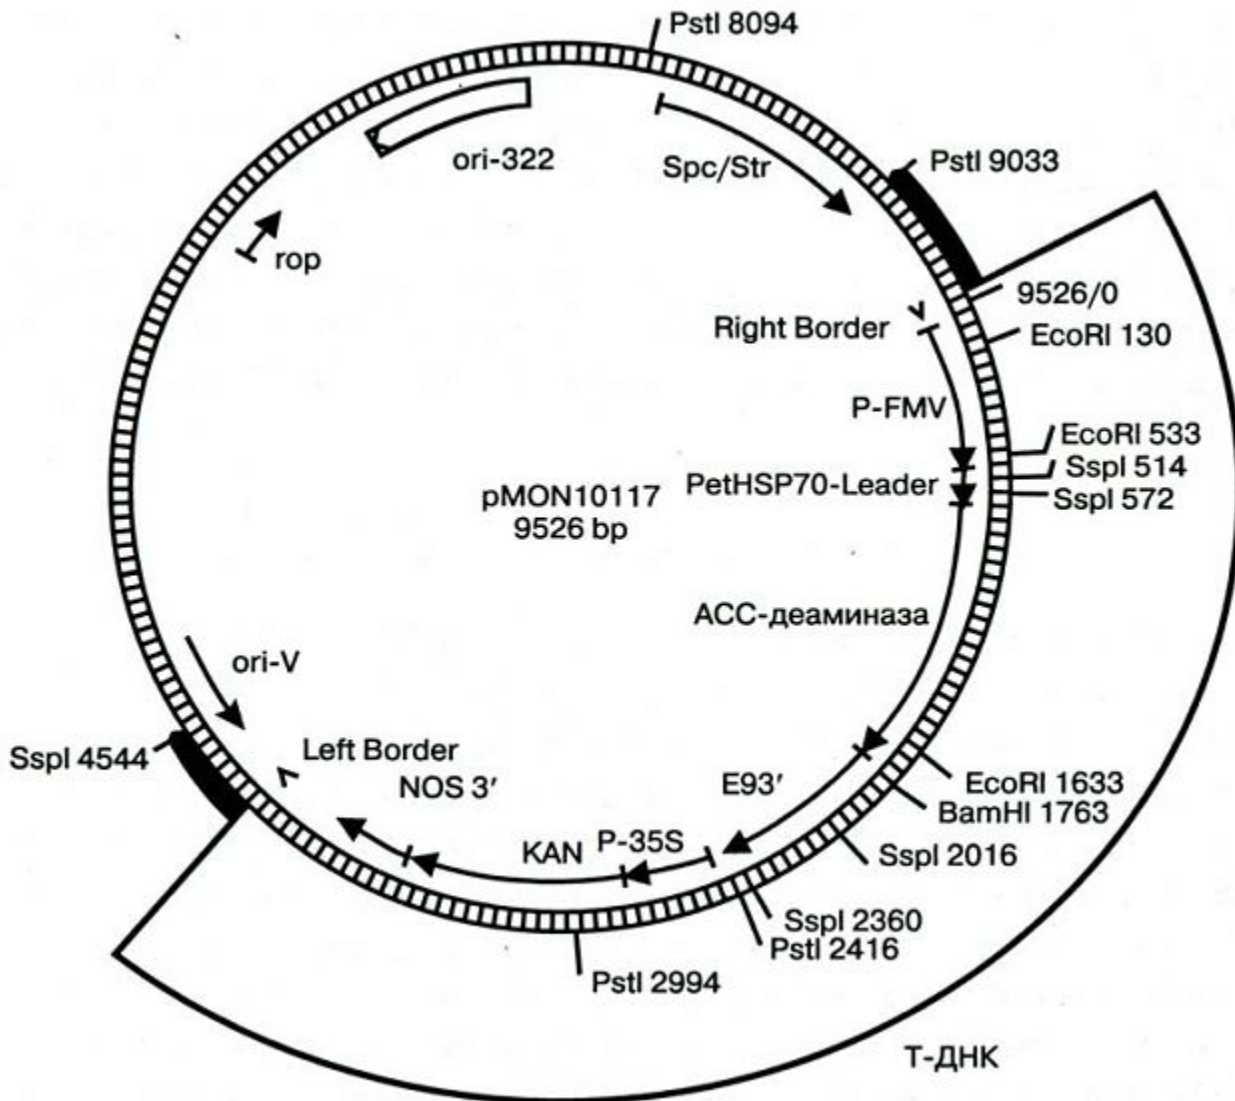 PstI 8094
ori-322
Spc/Str
PstI 9033
rop
9526/0
Right Border
EcoRI 130
P-FMV
EcoRI 533
SspI 514
PetHSP70-Leader
SspI 572
pMON10117
9526 bp
АСС-деаминаза
ori-V
Left Border
SspI 4544
NOS 3′
E93′
EcoRI 1633
BamHI 1763
KAN
P-35S
SspI 2016
SspI 2360
PstI 2416
PstI 2994
Т-ДНК